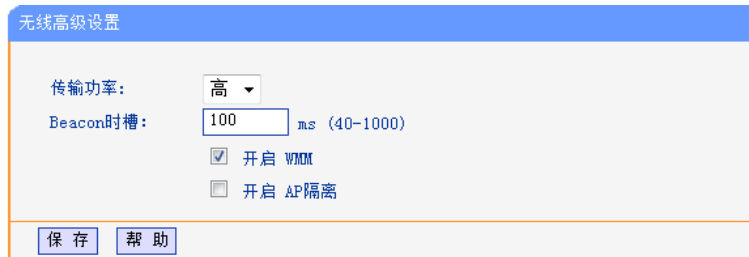 无线高级设置
传输功率： 高
Beacon时槽： 100 ms (40-1000)
开启 WMM
开启 AP隔离
保 存 帮 助